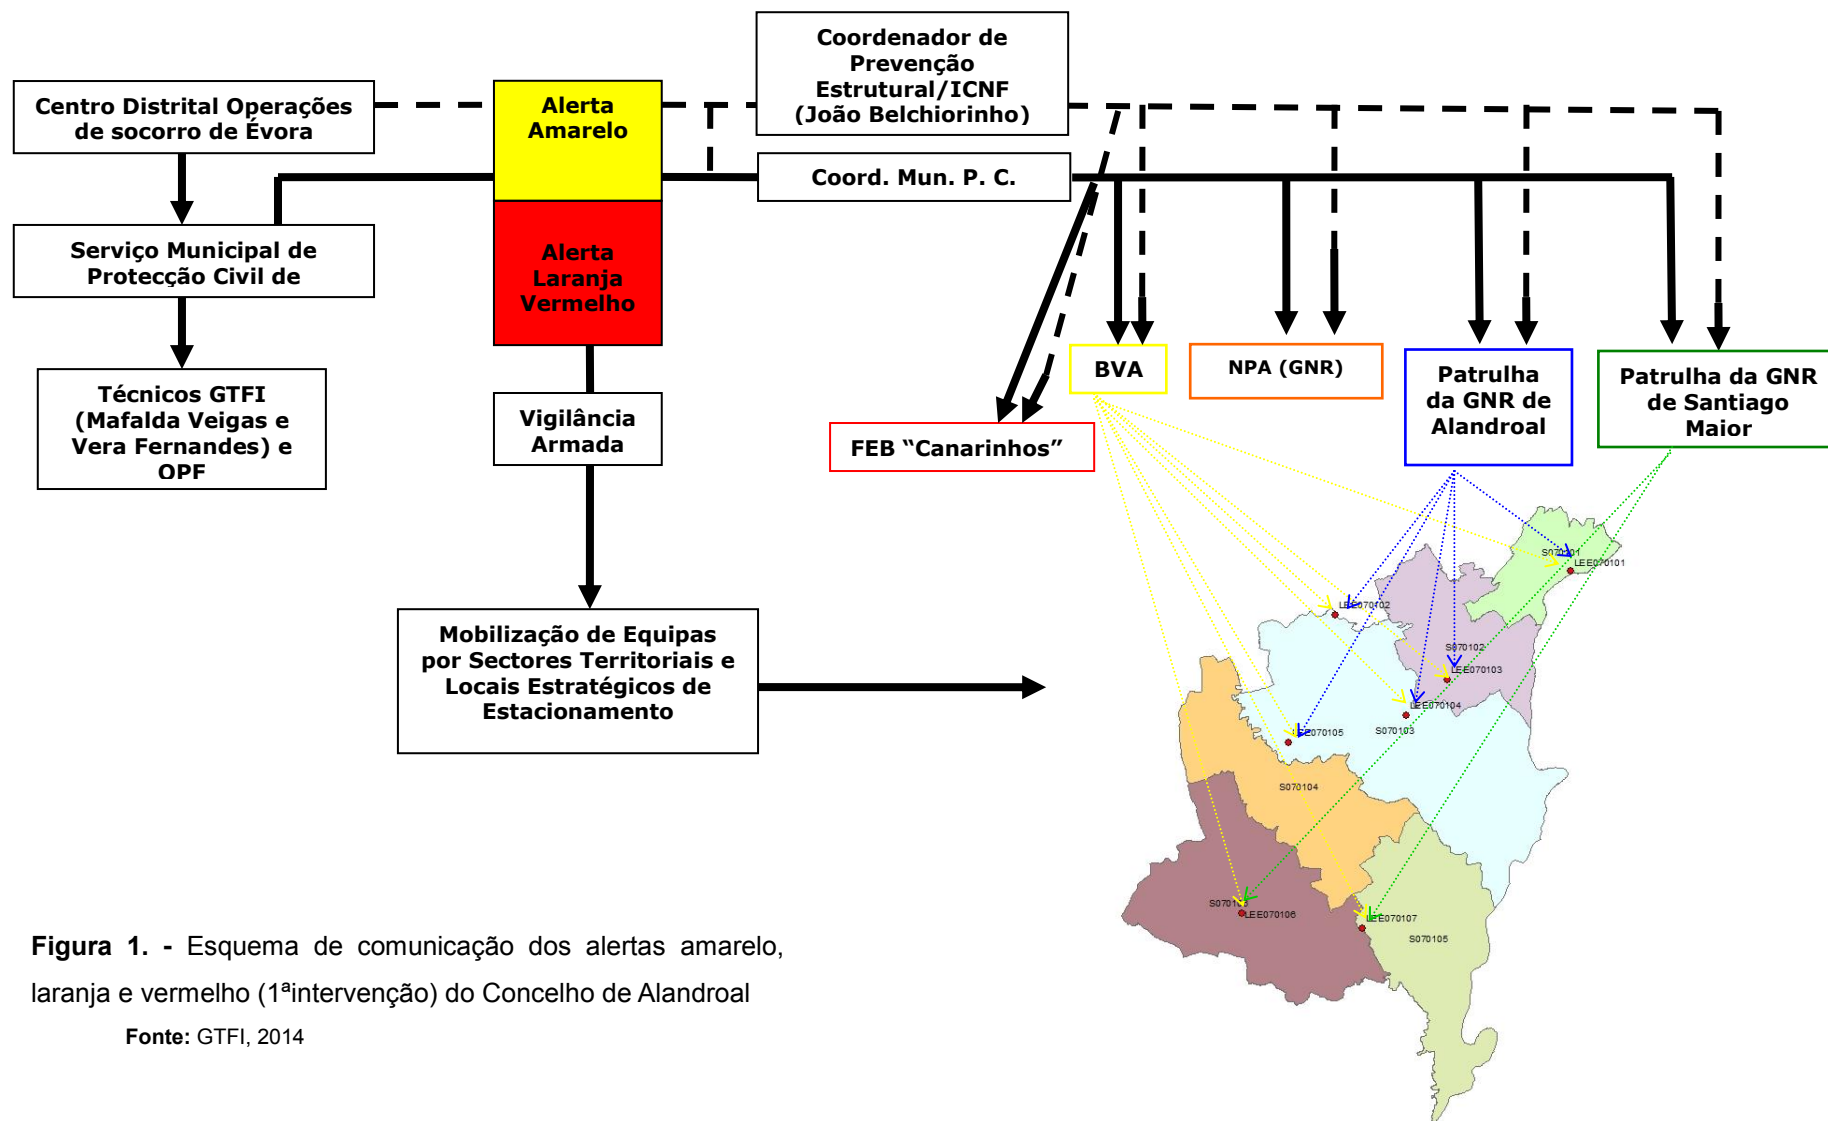 Coordenador de
Prevenção
Estrutural/ICNF
(João Belchiorinho)
Centro Distrital Operações
de socorro de Évora
Alerta
Amarelo
Coord. Mun. P. C.
Serviço Municipal de
Protecção Civil de
Alerta
Laranja
Vermelho
Técnicos GTFI
(Mafalda Veigas e
Vera Fernandes) e
OPF
Vigilância
Armada
FEB “Canarinhos”
BVA
NPA (GNR)
Patrulha
da GNR de
Alandroal
Patrulha da GNR
de Santiago
Maior
Mobilização de Equipas
por Sectores Territoriais e
Locais Estratégicos de
Estacionamento
S070101
LEE070101
LEE070102
S070102
LEE070103
LEE070104
S070103
LEE070105
S070104
LEE070106
LEE070107
S070105
Figura 1. - Esquema de comunicação dos alertas amarelo,
laranja e vermelho (1ªintervenção) do Concelho de Alandroal
Fonte: GTFI, 2014